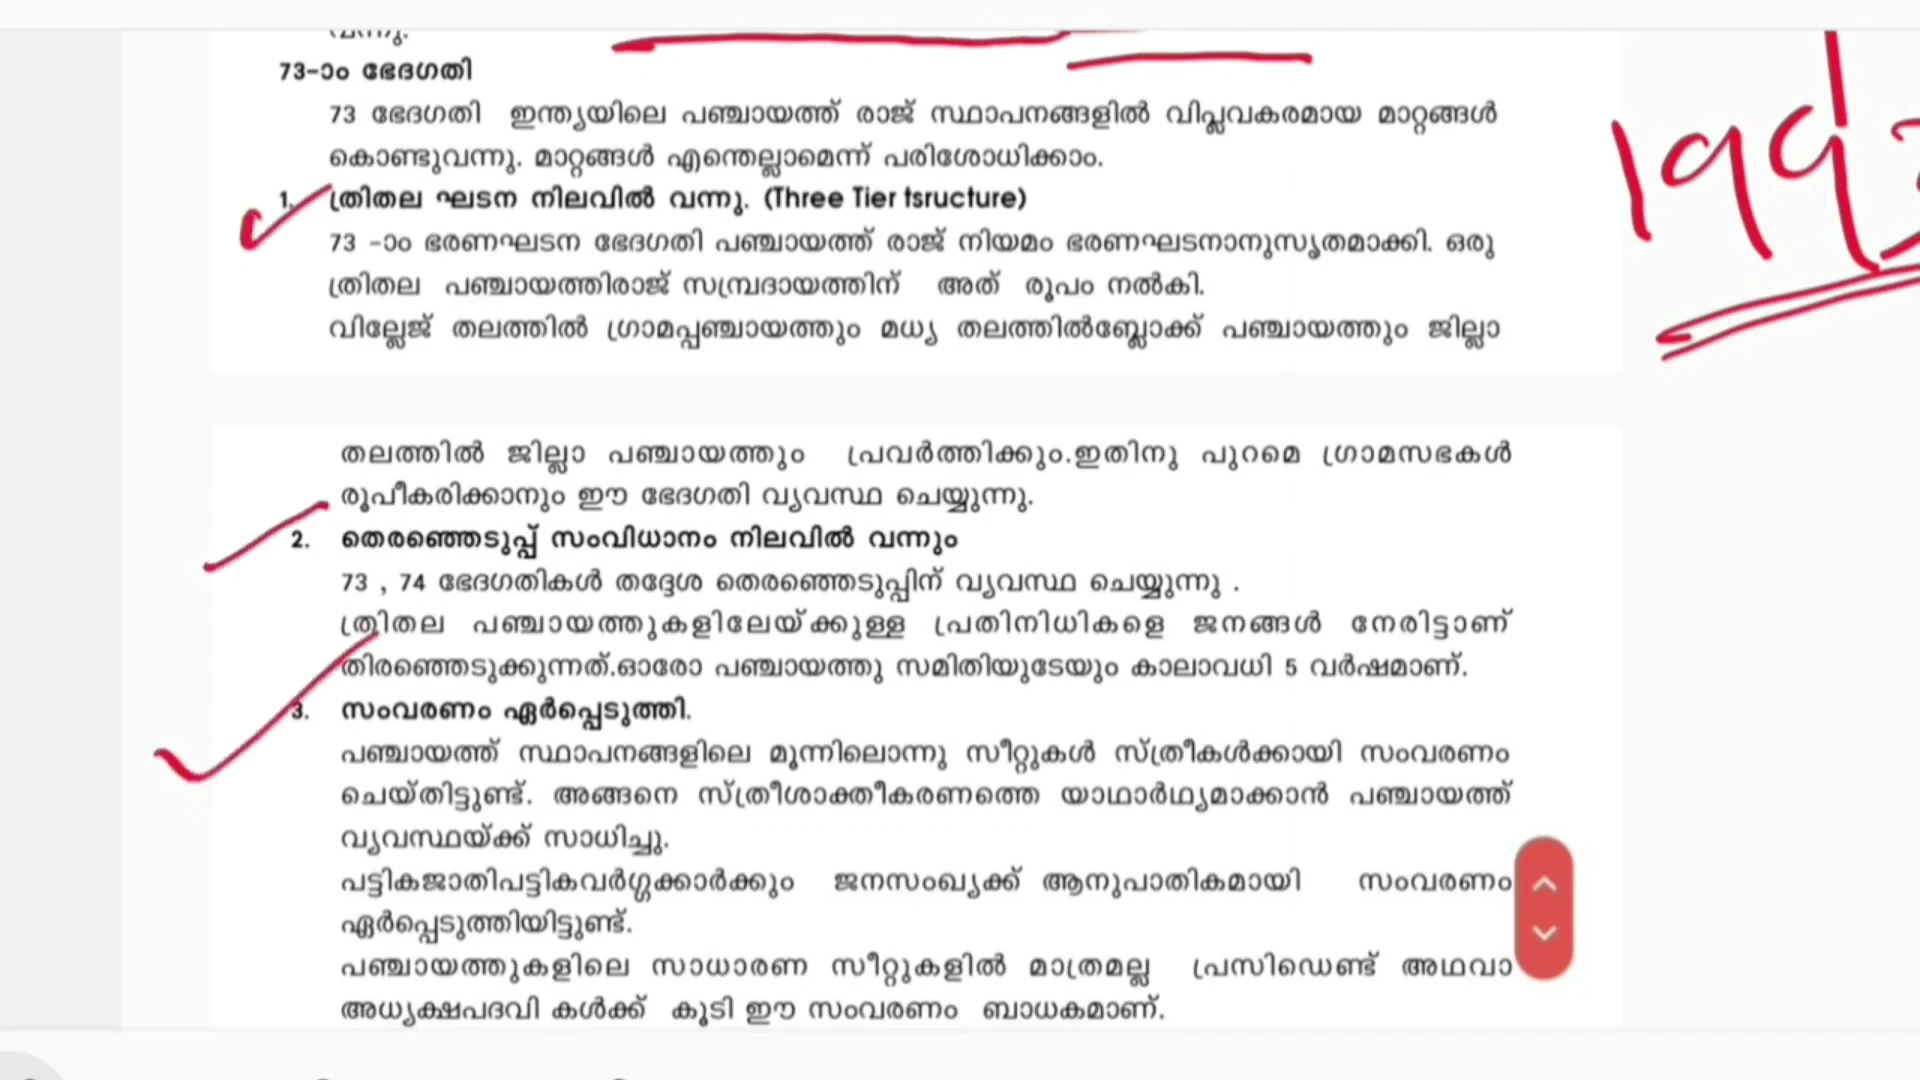 വന്നു.
73-ാം ഭേദഗതി
73 ഭേദഗതി ഇന്ത്യയിലെ പഞ്ചായത്ത് രാജ് സ്ഥാപനങ്ങളിൽ വിപ്ലവകരമായ മാറ്റങ്ങൾ
കൊണ്ടുവന്നു. മാറ്റങ്ങൾ എന്തെല്ലാമെന്ന് പരിശോധിക്കാം.
1. ത്രിതല ഘടന നിലവിൽ വന്നു. (Three Tier tsructure)
73 -ാം ഭരണഘടന ഭേദഗതി പഞ്ചായത്ത് രാജ് നിയമം ഭരണഘടനാനുസൃതമാക്കി. ഒരു
ത്രിതല പഞ്ചായത്തിരാജ് സമ്പ്രദായത്തിന് അത് രൂപം നൽകി.
വില്ലേജ് തലത്തിൽ ഗ്രാമപ്പഞ്ചായത്തും മധ്യ തലത്തിൽബ്ലോക്ക് പഞ്ചായത്തും ജില്ലാ
തലത്തിൽ ജില്ലാ പഞ്ചായത്തും പ്രവർത്തിക്കും.ഇതിനു പുറമെ ഗ്രാമസഭകൾ
രൂപീകരിക്കാനും ഈ ഭേദഗതി വ്യവസ്ഥ ചെയ്യുന്നു.
2. തെരഞ്ഞെടുപ്പ് സംവിധാനം നിലവിൽ വന്നും
73 , 74 ഭേദഗതികൾ തദ്ദേശ തെരഞ്ഞെടുപ്പിന് വ്യവസ്ഥ ചെയ്യുന്നു .
ത്രിതല പഞ്ചായത്തുകളിലേയ്ക്കുള്ള പ്രതിനിധികളെ ജനങ്ങൾ നേരിട്ടാണ്
തിരഞ്ഞെടുക്കുന്നത്.ഓരോ പഞ്ചായത്തു സമിതിയുടേയും കാലാവധി 5 വർഷമാണ്.
3. സംവരണം ഏർപ്പെടുത്തി.
പഞ്ചായത്ത് സ്ഥാപനങ്ങളിലെ മൂന്നിലൊന്നു സീറ്റുകൾ സ്ത്രീകൾക്കായി സംവരണം
ചെയ്തിട്ടുണ്ട്. അങ്ങനെ സ്ത്രീശാക്തീകരണത്തെ യാഥാർഥ്യമാക്കാൻ പഞ്ചായത്ത്
വ്യവസ്ഥയ്ക്ക് സാധിച്ചു.
പട്ടികജാതിപട്ടികവർഗ്ഗക്കാർക്കും ജനസംഖ്യക്ക് ആനുപാതികമായി സംവരണം
ഏർപ്പെടുത്തിയിട്ടുണ്ട്.
പഞ്ചായത്തുകളിലെ സാധാരണ സീറ്റുകളിൽ മാത്രമല്ല പ്രസിഡെണ്ട് അഥവാ
അധ്യക്ഷപദവി കൾക്ക് കൂടി ഈ സംവരണം ബാധകമാണ്.